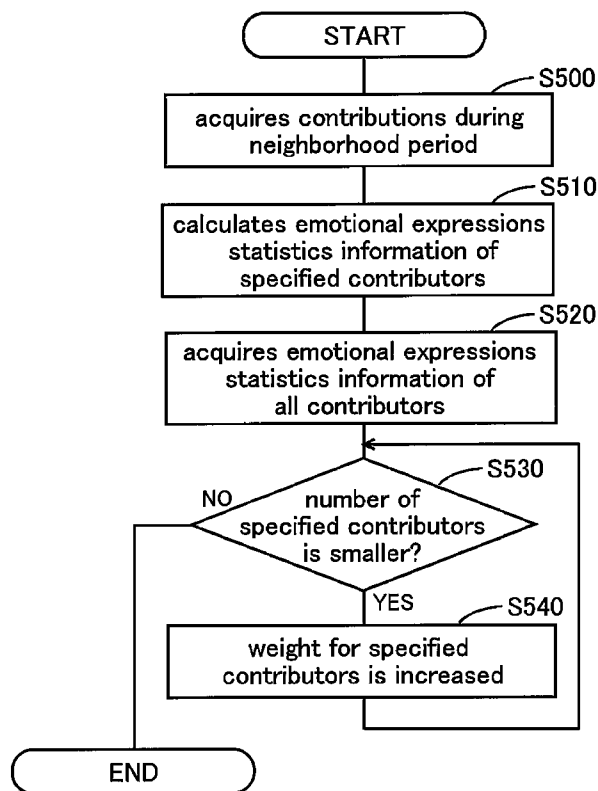 START
S500
acquires contributions during
neighborhood period
S510
calculates emotional expressions
statistics information of
specified contributors
S520
acquires emotional expressions
statistics information of
all contributors
S530
NO
number of
specified contributors
is smaller?
YES
S540
weight for specified
contributors is increased
END